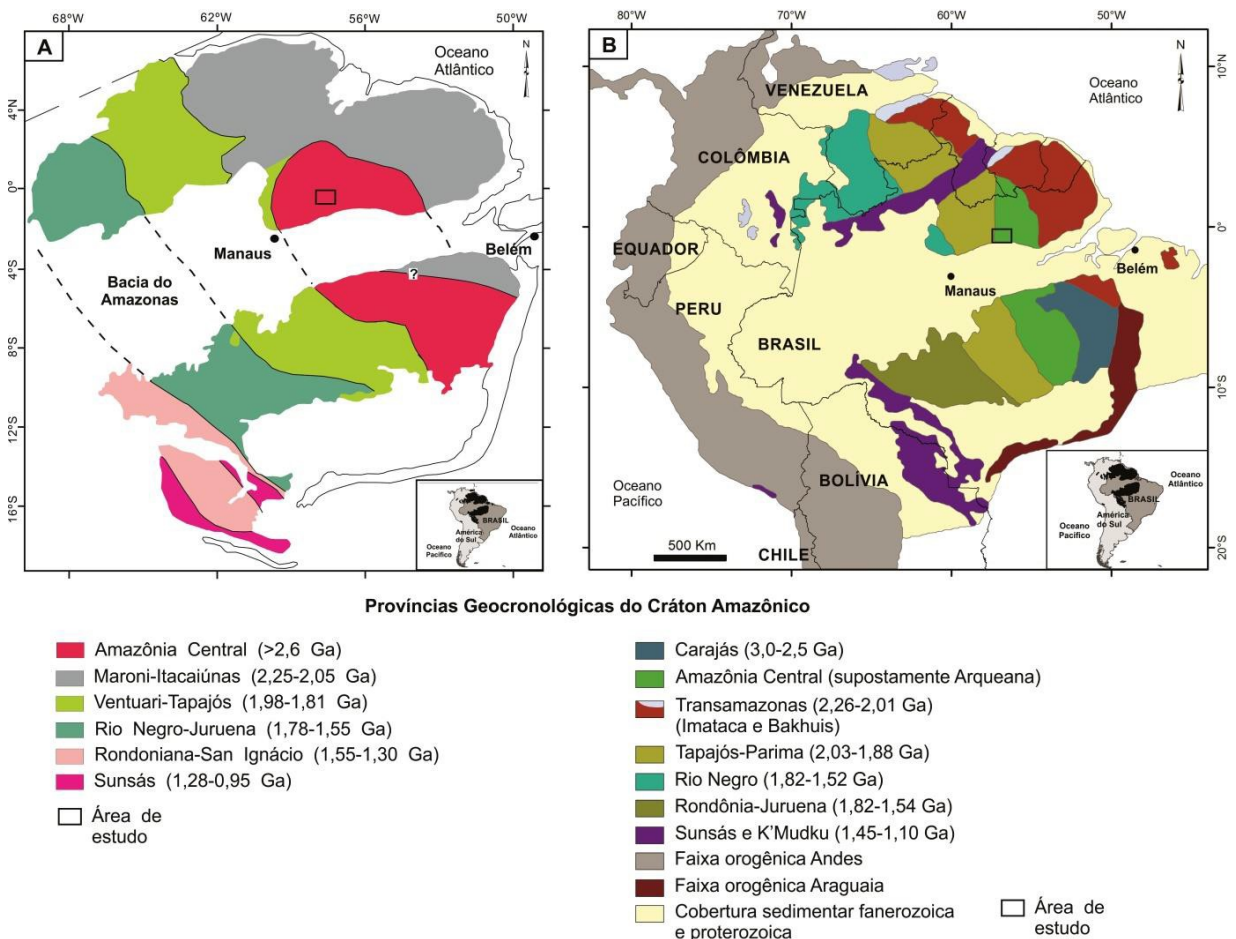 68°W 62°W 56°W 50°W
A
Oceano
Atlântico
N
4°N
0°
4°S
8°S
12°S
16°S
Manaus
Belém
?
Bacia do
Amazonas
BRASIL
América
do Sul
Oceano
Pacífico
Oceano
Atlântico
80°W 70°W 60°W 50°W
B
N
10°N
0°
10°S
20°S
Oceano
Atlântico
VENEZUELA
COLÔMBIA
EQUADOR
PERU
BRASIL
BOLÍVIA
CHILE
Manaus
Belém
Oceano
Pacífico
500 Km
BRASIL
América
do Sul
Oceano
Pacífico
Oceano
Atlântico
Províncias Geocronológicas do Cráton Amazônico
Amazônia Central (>2,6 Ga)
Maroni-Itacaiúnas (2,25-2,05 Ga)
Ventuari-Tapajós (1,98-1,81 Ga)
Rio Negro-Juruena (1,78-1,55 Ga)
Rondoniana-San Ignácio (1,55-1,30 Ga)
Sunsás (1,28-0,95 Ga)
Área de
estudo
Carajás (3,0-2,5 Ga)
Amazônia Central (supostamente Arqueana)
Transamazonas (2,26-2,01 Ga)
(Imataca e Bakhuis)
Tapajós-Parima (2,03-1,88 Ga)
Rio Negro (1,82-1,52 Ga)
Rondônia-Juruena (1,82-1,54 Ga)
Sunsás e K'Mudku (1,45-1,10 Ga)
Faixa orogênica Andes
Faixa orogênica Araguaia
Cobertura sedimentar fanerozoica
e proterozoica
Área de
estudo